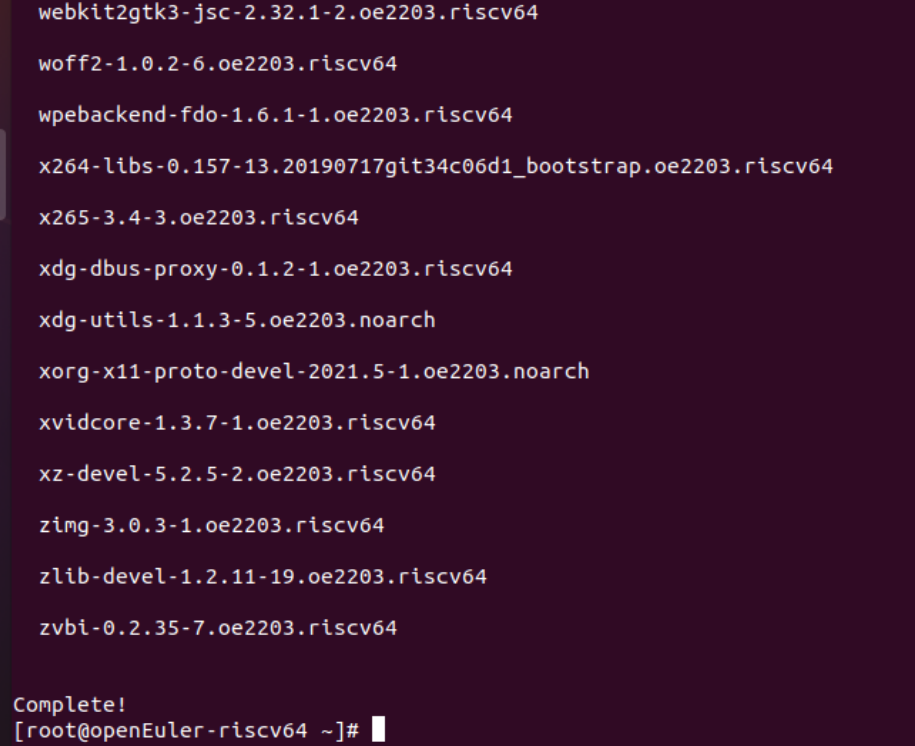 webkit2gtk3-jsc-2.32.1-2.oe2203.riscv64
woff2-1.0.2-6.oe2203.riscv64
wpebackend-fdo-1.6.1-1.oe2203.riscv64
x264-libs-0.157-13.20190717git34c06d1_bootstrap.oe2203.riscv64
x265-3.4-3.oe2203.riscv64
xdg-dbus-proxy-0.1.2-1.oe2203.riscv64
xdg-utils-1.1.3-5.oe2203.noarch
xorg-x11-proto-devel-2021.5-1.oe2203.noarch
xvidcore-1.3.7-1.oe2203.riscv64
xz-devel-5.2.5-2.oe2203.riscv64
zimg-3.0.3-1.oe2203.riscv64
zlib-devel-1.2.11-19.oe2203.riscv64
zvbi-0.2.35-7.oe2203.riscv64
Complete!
[root@openEuler-riscv64 ~]#